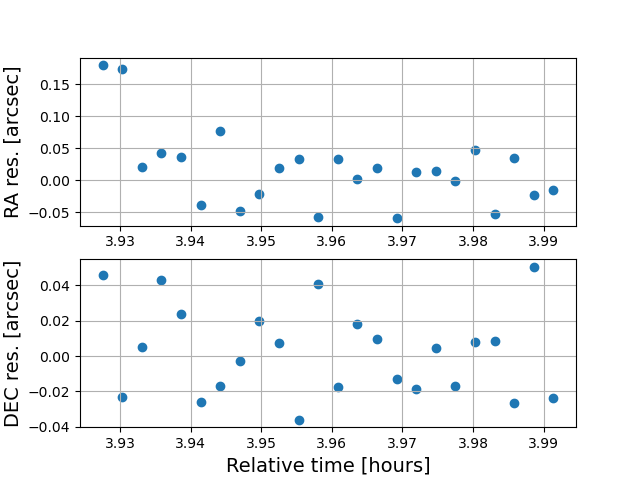 RA res. [arcsec]
0.15
0.10
0.05
0.00
−0.05
3.93 3.94 3.95 3.96 3.97 3.98 3.99
DEC res. [arcsec]
0.04
0.02
0.00
−0.02
−0.04
3.93 3.94 3.95 3.96 3.97 3.98 3.99
Relative time [hours]